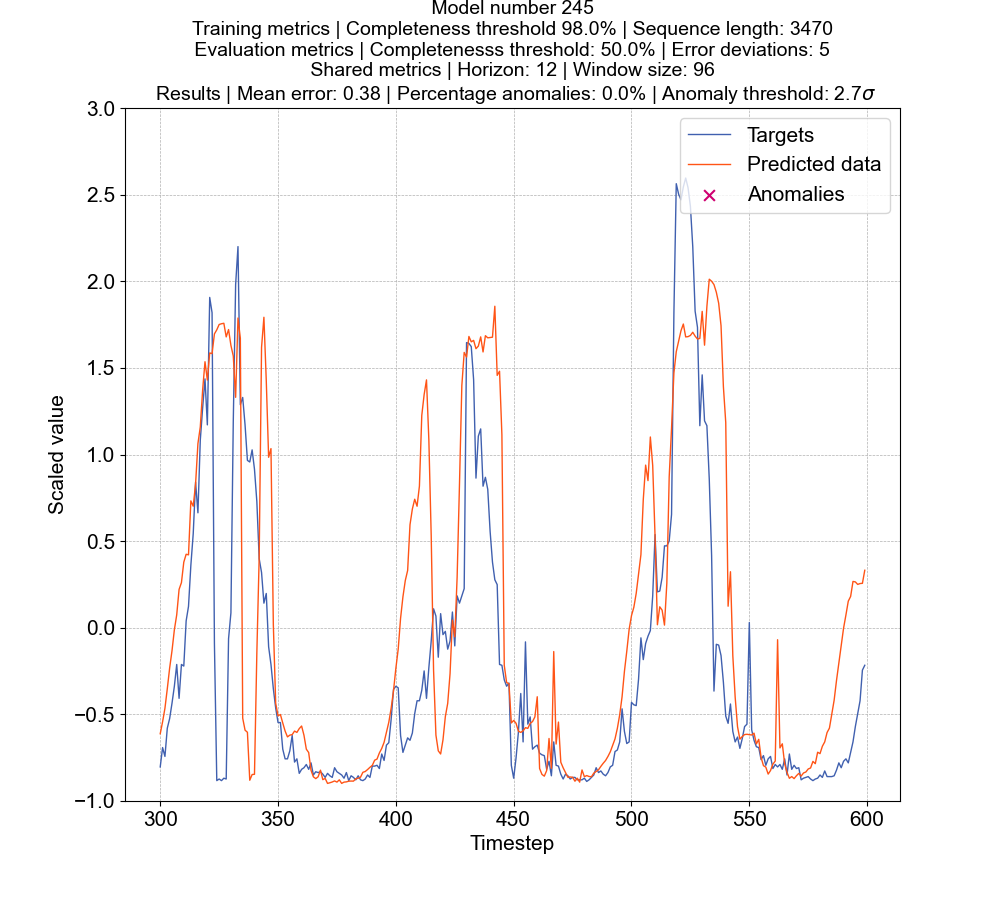 Model number 245
Training metrics | Completeness threshold 98.0% | Sequence length: 3470
Evaluation metrics | Completenesss threshold: 50.0% | Error deviations: 5
Shared metrics | Horizon: 12 | Window size: 96
Results | Mean error: 0.38 | Percentage anomalies: 0.0% | Anomaly threshold: 2.7σ
3.0
2.5
2.0
1.5
1.0
0.5
0.0
−0.5
−1.0
Scaled value
Targets
Predicted data
Anomalies
300 350 400 450 500 550 600
Timestep